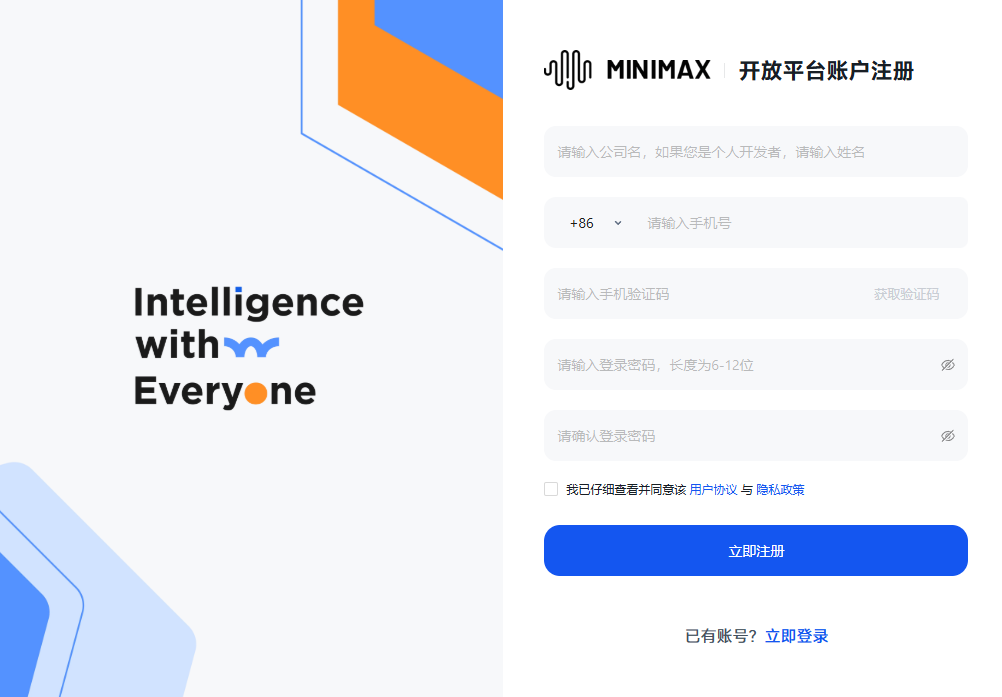 Intelligence
with
Everyone
MINIMAX 开放平台账户注册
请输入公司名，如果您是个人开发者，请输入姓名
+86 请输入手机号
请输入手机验证码 获取验证码
请输入登录密码，长度为6-12位
请确认登录密码
我已仔细查看并同意该 用户协议 与 隐私政策
立即注册
已有账号？立即登录